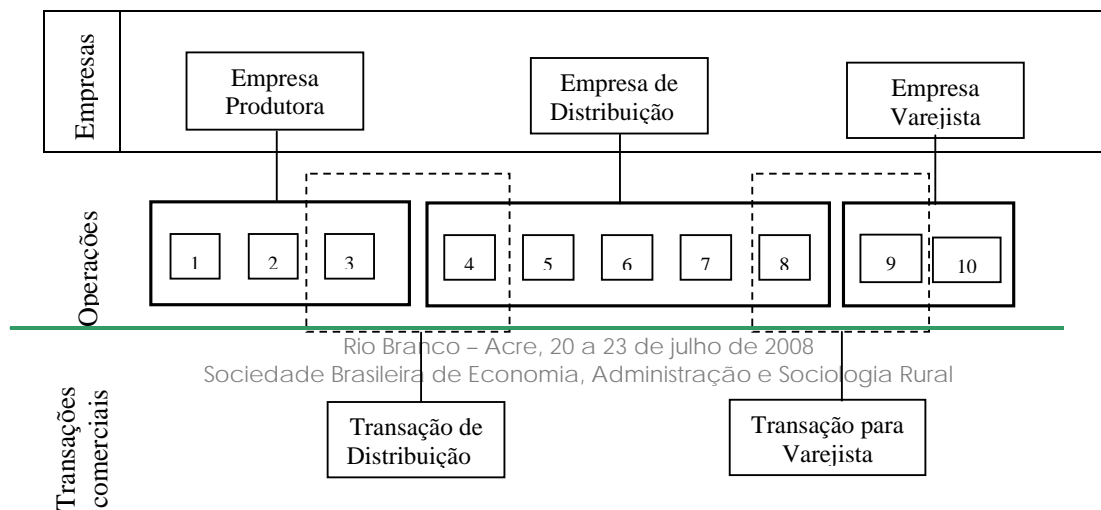 Empresas
Empresa
Produtora
Empresa de
Distribuição
Empresa
Varejista
Operações
1
2
3
4
5
6
7
8
9
10
Rio Branco – Acre, 20 a 23 de julho de 2008
Sociedade Brasileira de Economia, Administração e Sociologia Rural
Transações
comerciais
Transação de
Distribuição
Transação para
Varejista